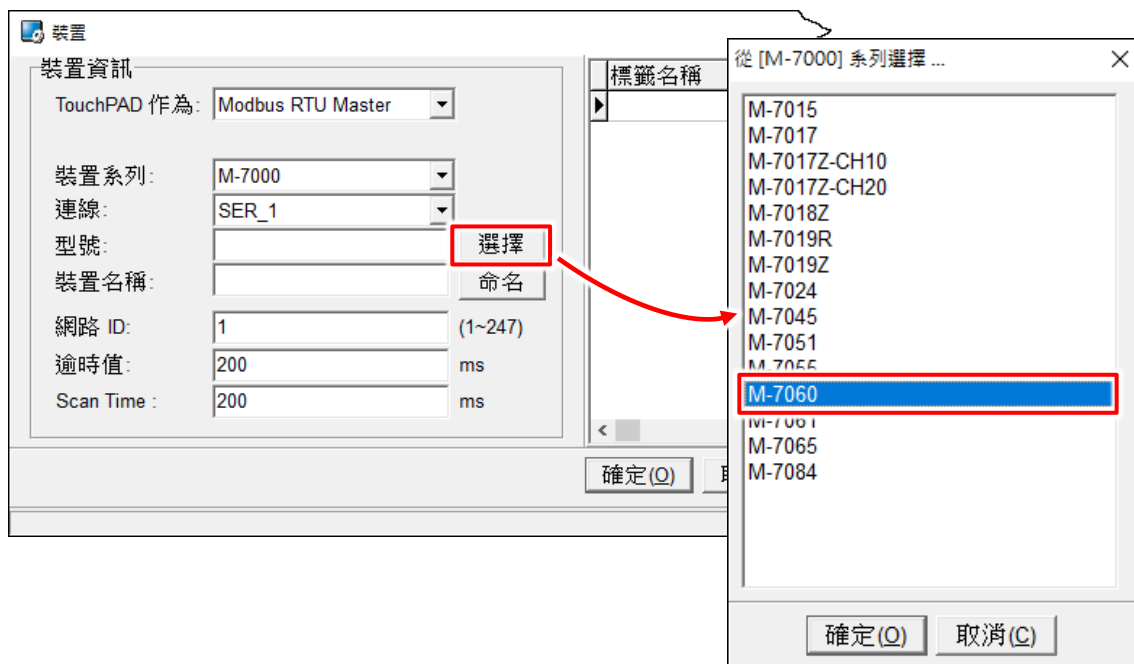 裝置
裝置資訊
TouchPAD 作為: Modbus RTU Master
裝置系列: M-7000
連線: SER_1
型號: 選擇
裝置名稱: 命名
網路 ID: 1 (1~247)
逾時值: 200 ms
Scan Time : 200 ms
標籤名稱
確定(O)
從 [M-7000] 系列選擇 ...
M-7015
M-7017
M-7017Z-CH10
M-7017Z-CH20
M-7018Z
M-7019R
M-7019Z
M-7024
M-7045
M-7051
M-7055
M-7060
M-7061
M-7065
M-7084
確定(O) 取消(C)